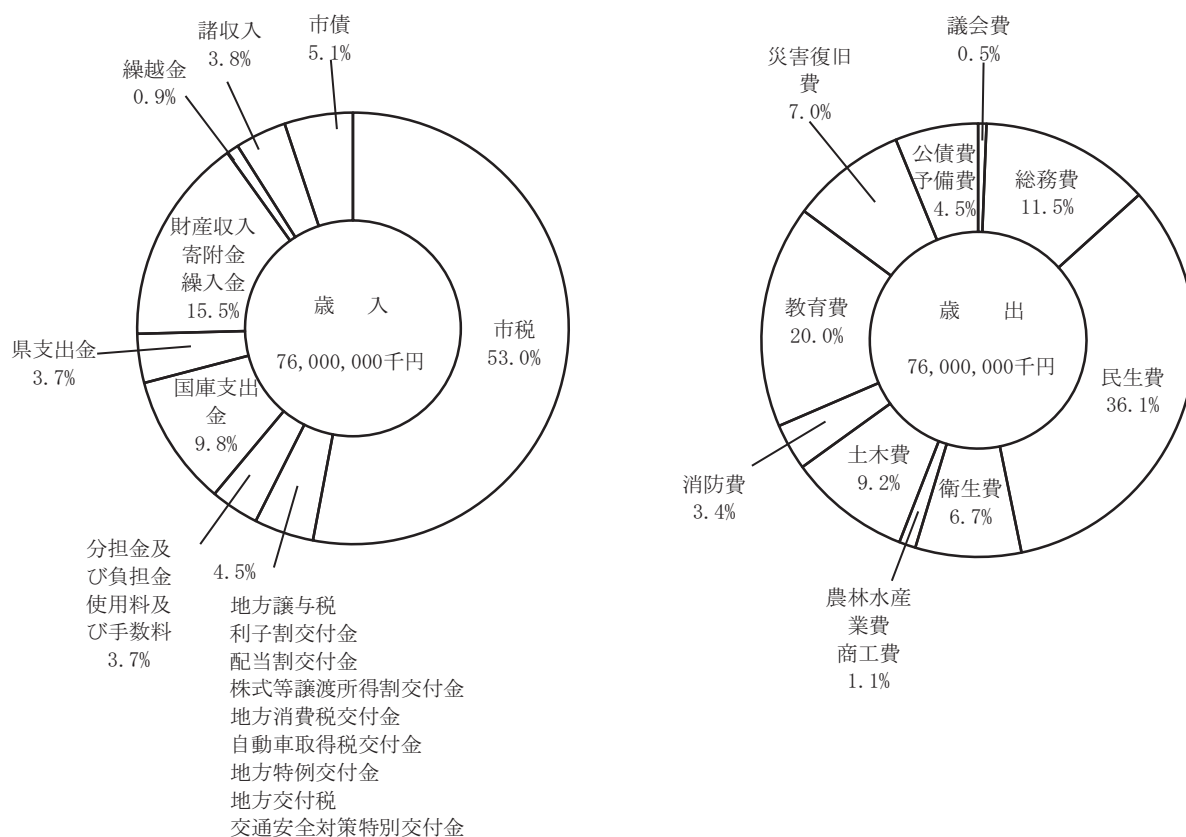 諸収入
3.8%
市債
5.1%
繰越金
0.9%
財産収入
寄附金
繰入金
15.5%
県支出金
3.7%
国庫支出
金
9.8%
分担金及
び負担金
使用料及
び手数料
3.7%
4.5%
地方譲与税
利子割交付金
配当割交付金
株式等譲渡所得割交付金
地方消費税交付金
自動車取得税交付金
地方特例交付金
地方交付税
交通安全対策特別交付金
市税
53.0%
歳 入
76,000,000千円
議会費
0.5%
災害復旧
費
7.0%
公債費
予備費
4.5%
総務費
11.5%
教育費
20.0%
歳 出
76,000,000千円
民生費
36.1%
消防費
3.4%
土木費
9.2%
衛生費
6.7%
農林水産
業費
商工費
1.1%